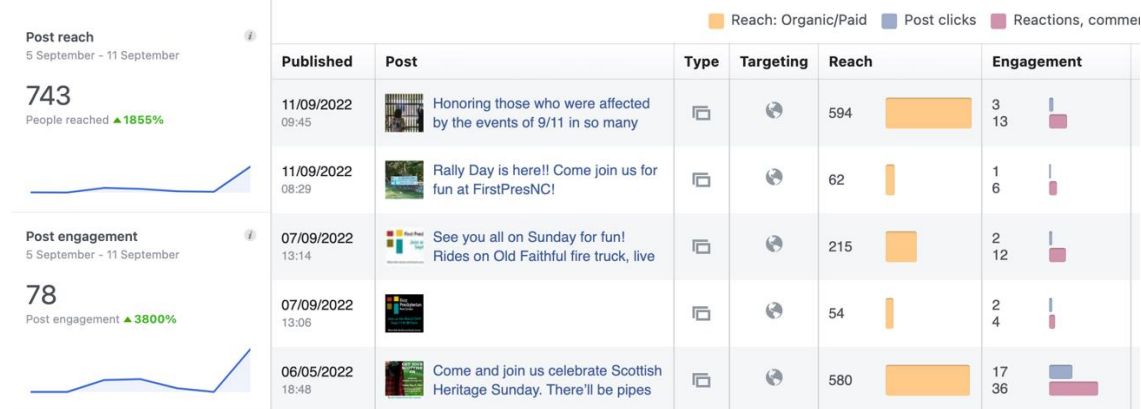 Post reach
5 September - 11 September
743
People reached ▲1855%
Post engagement
5 September - 11 September
78
Post engagement ▲3800%
Reach: Organic/Paid Post clicks Reactions, comme
Published Post Type Targeting Reach Engagement
11/09/2022
09:45
Honoring those who were affected
by the events of 9/11 in so many
594
3
13
11/09/2022
08:29
Rally Day is here!! Come join us for
fun at FirstPresNC!
62
1
6
07/09/2022
13:14
See you all on Sunday for fun!
Rides on Old Faithful fire truck, live
215
2
12
07/09/2022
13:06
54
2
4
06/05/2022
18:48
Come and join us celebrate Scottish
Heritage Sunday. There'll be pipes
580
17
36